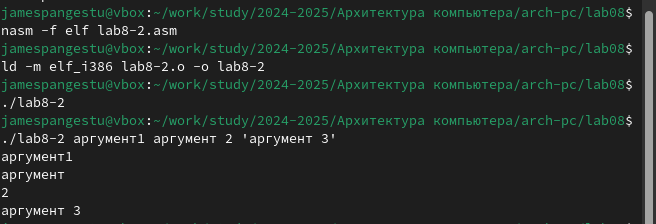 jamespangestu@vbox:~/work/study/2024-2025/Архитектура компьютера/arch-pc/lab08$
nasm -f elf lab8-2.asm
jamespangestu@vbox:~/work/study/2024-2025/Архитектура компьютера/arch-pc/lab08$
ld -m elf_i386 lab8-2.o -o lab8-2
jamespangestu@vbox:~/work/study/2024-2025/Архитектура компьютера/arch-pc/lab08$
./lab8-2
jamespangestu@vbox:~/work/study/2024-2025/Архитектура компьютера/arch-pc/lab08$
./lab8-2 аргумент1 аргумент 2 'аргумент 3'
аргумент1
аргумент
2
аргумент 3